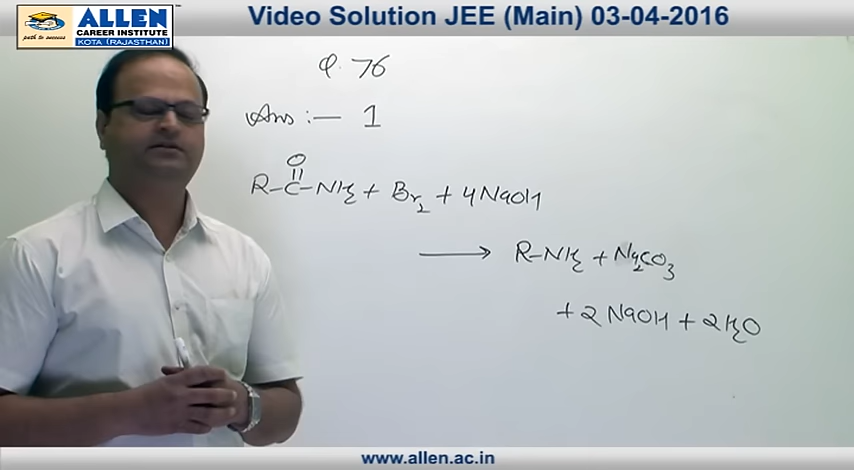 Video Solution JEE (Main) 03-04-2016
ALLEN
CAREER INSTITUTE
KOTA (RAJASTHAN)
path to success
Q. 76
Ans :— 1
O
R–C–NH₂ + Br₂ + 4NaOH
⟶ R–NH₂ + Na₂CO₃
+ 2NaOH + 2H₂O
www.allen.ac.in